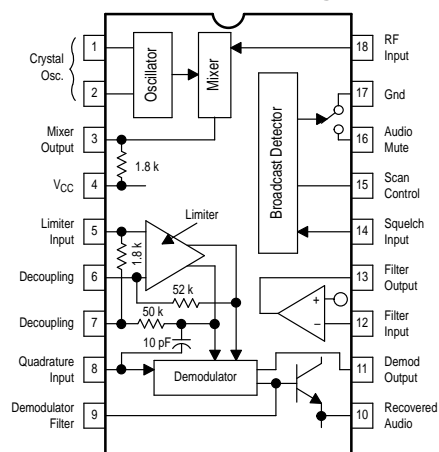 Crystal
Osc.
1
2
Mixer
Output
3
VCC
4
Limiter
Input
5
Decoupling
6
Decoupling
7
Quadrature
Input
8
Demodulator
Filter
9
Oscillator
Mixer
1.8 k
Limiter
1.8 k
52 k
50 k
10 pF
Demodulator
Broadcast Detector
+
−
18
RF
Input
17
Gnd
16
Audio
Mute
15
Scan
Control
14
Squelch
Input
13
Filter
Output
12
Filter
Input
11
Demod
Output
10
Recovered
Audio